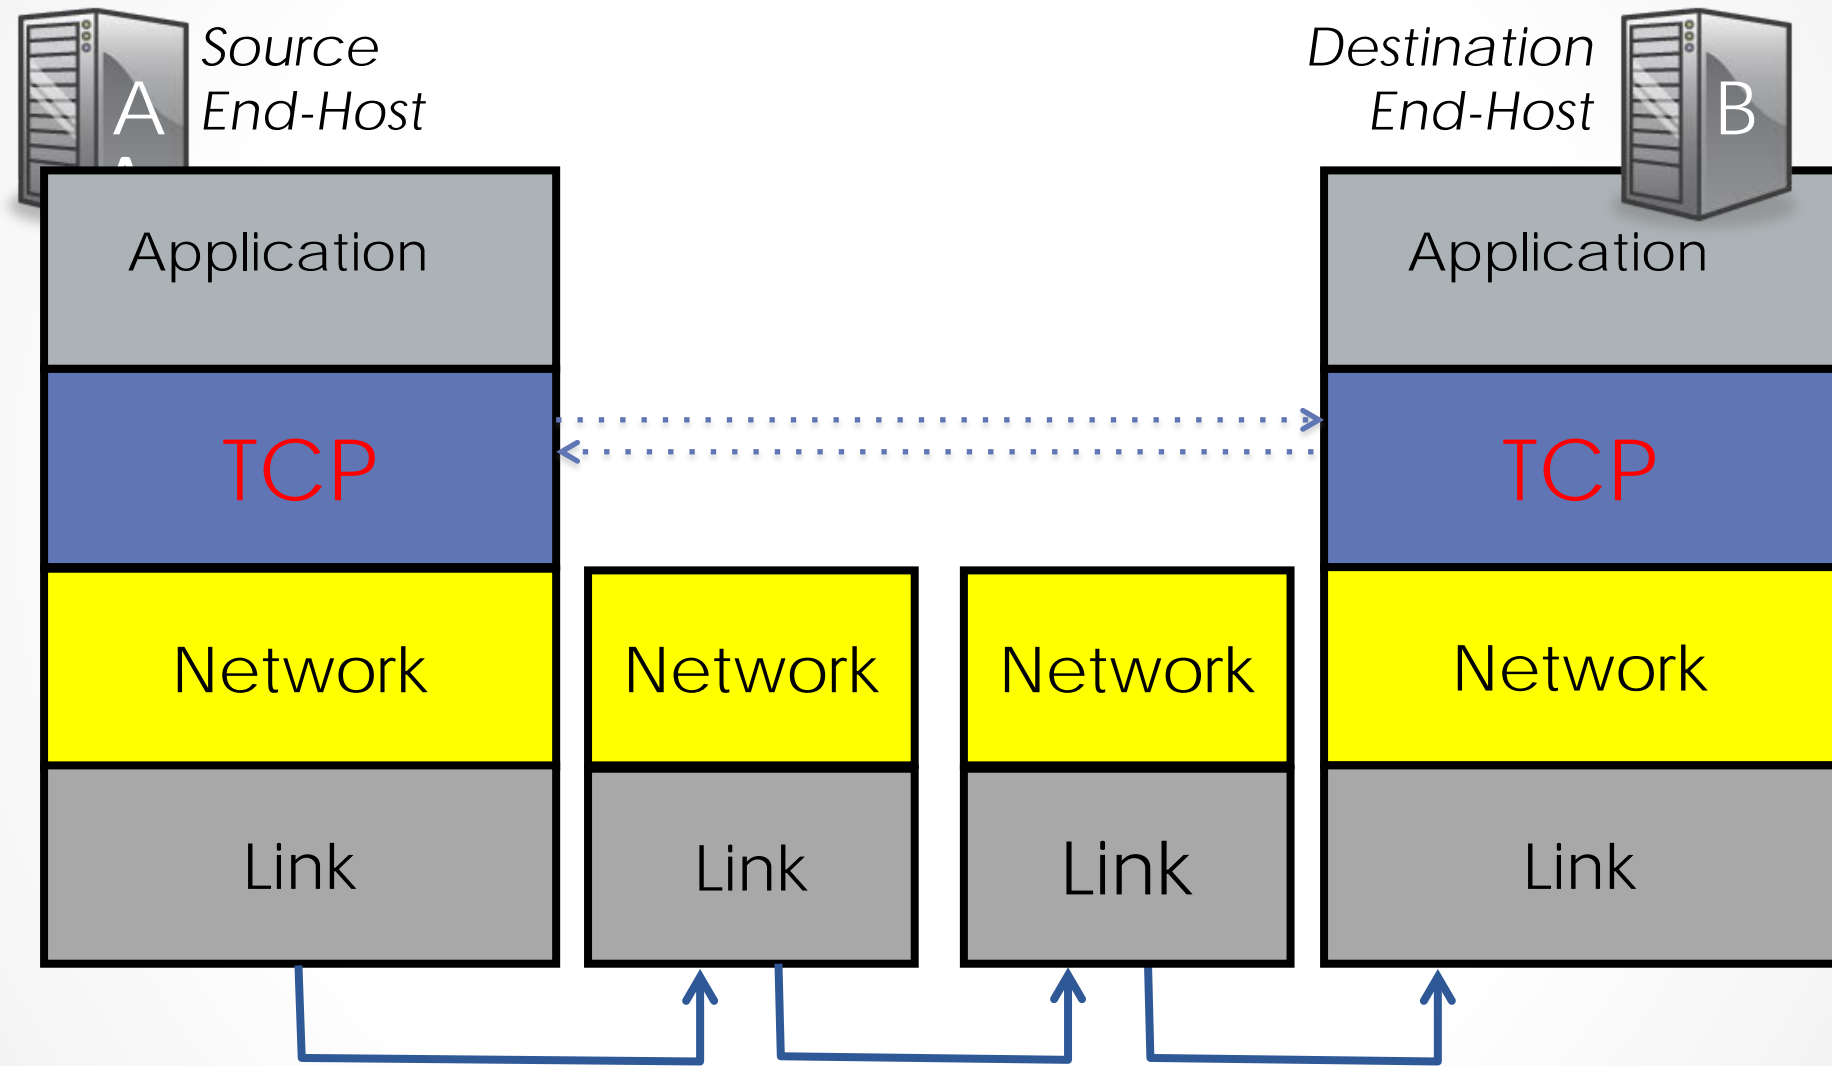 Source
End-Host
Destination
End-Host
A
B
Application
Application
TCP
TCP
Network
Network
Network
Network
Link
Link
Link
Link